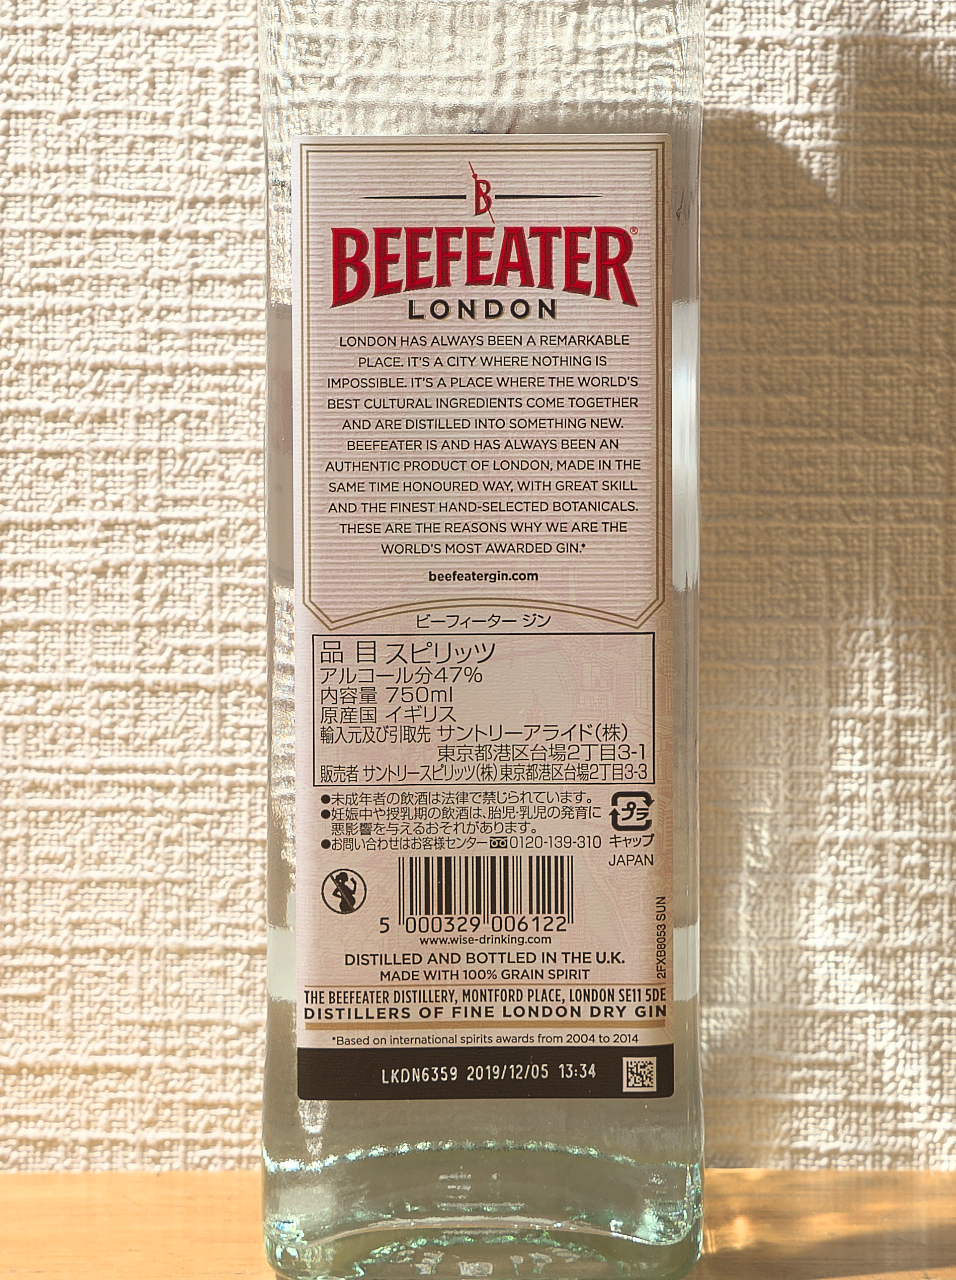 B
BEEFEATER®
LONDON
LONDON HAS ALWAYS BEEN A REMARKABLE
PLACE. IT'S A CITY WHERE NOTHING IS
IMPOSSIBLE. IT'S A PLACE WHERE THE WORLD'S
BEST CULTURAL INGREDIENTS COME TOGETHER
AND ARE DISTILLED INTO SOMETHING NEW.
BEEFEATER IS AND HAS ALWAYS BEEN AN
AUTHENTIC PRODUCT OF LONDON, MADE IN THE
SAME TIME HONOURED WAY, WITH GREAT SKILL
AND THE FINEST HAND-SELECTED BOTANICALS.
THESE ARE THE REASONS WHY WE ARE THE
WORLD'S MOST AWARDED GIN.*
beefeatergin.com
ビーフィーター ジン
品 目 スピリッツ
アルコール分47%
内容量 750ml
原産国 イギリス
輸入元及び引取先 サントリーアライド(株)
東京都港区台場2丁目3-1
販売者 サントリースピリッツ(株)東京都港区台場2丁目3-3
●未成年者の飲酒は法律で禁じられています。
●妊娠中や授乳期の飲酒は、胎児・乳児の発育に
悪影響を与えるおそれがあります。
●お問い合わせはお客様センター 0120-139-310
プラ
キャップ
JAPAN
5 000329 006122
www.wise-drinking.com
2FXB8053 SUN
DISTILLED AND BOTTLED IN THE U.K.
MADE WITH 100% GRAIN SPIRIT
THE BEEFEATER DISTILLERY, MONTFORD PLACE, LONDON SE11 5DE
DISTILLERS OF FINE LONDON DRY GIN
*Based on international spirits awards from 2004 to 2014
LKDN6359 2019/12/05 13:34